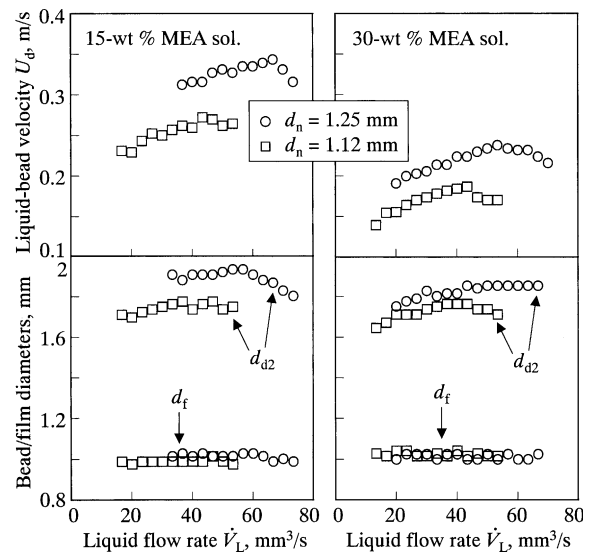 0.4
0.3
0.2
0.1
Liquid-bead velocity U_d, m/s
15-wt % MEA sol.
30-wt % MEA sol.
○ d_n = 1.25 mm
□ d_n = 1.12 mm
2
1.6
1.2
0.8
Bead/film diameters, mm
d_d2
d_f
d_d2
d_f
0 20 40 60 80
0 20 40 60 80
Liquid flow rate V̇_L, mm³/s
Liquid flow rate V̇_L, mm³/s